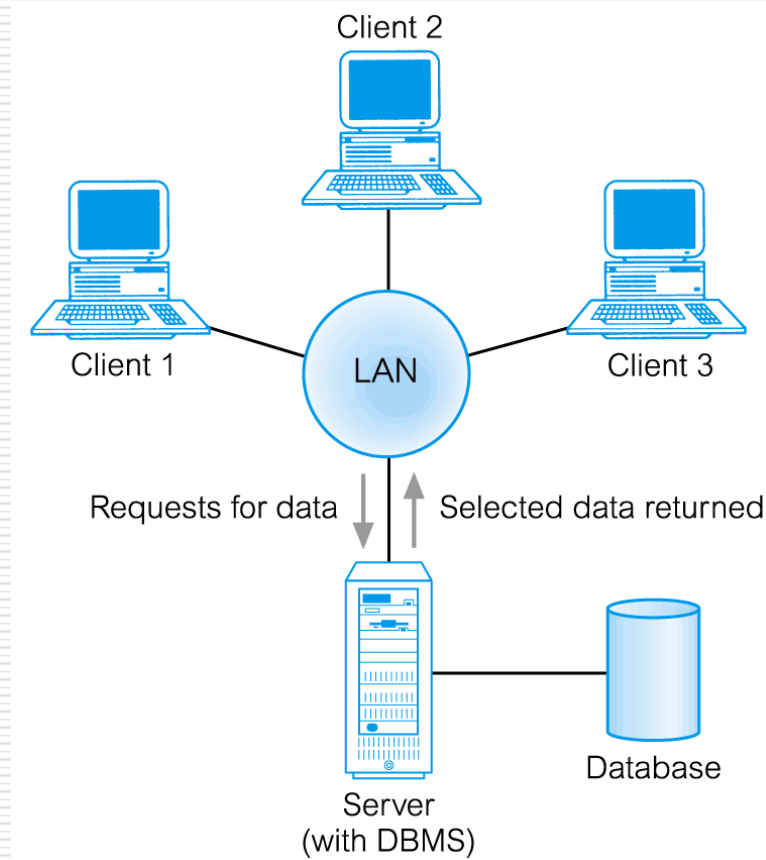 Client 2
Client 1
LAN
Client 3
Requests for data
Selected data returned
Database
Server
(with DBMS)